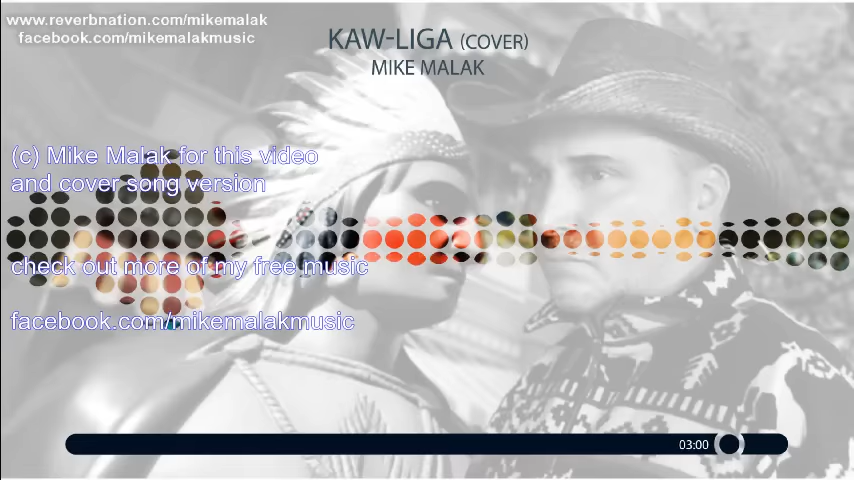 www.reverbnation.com/mikemalak
facebook.com/mikemalakmusic
KAW-LIGA (COVER)
MIKE MALAK
(c) Mike Malak for this video
and cover song version
check out more of my free music
facebook.com/mikemalakmusic
03:00